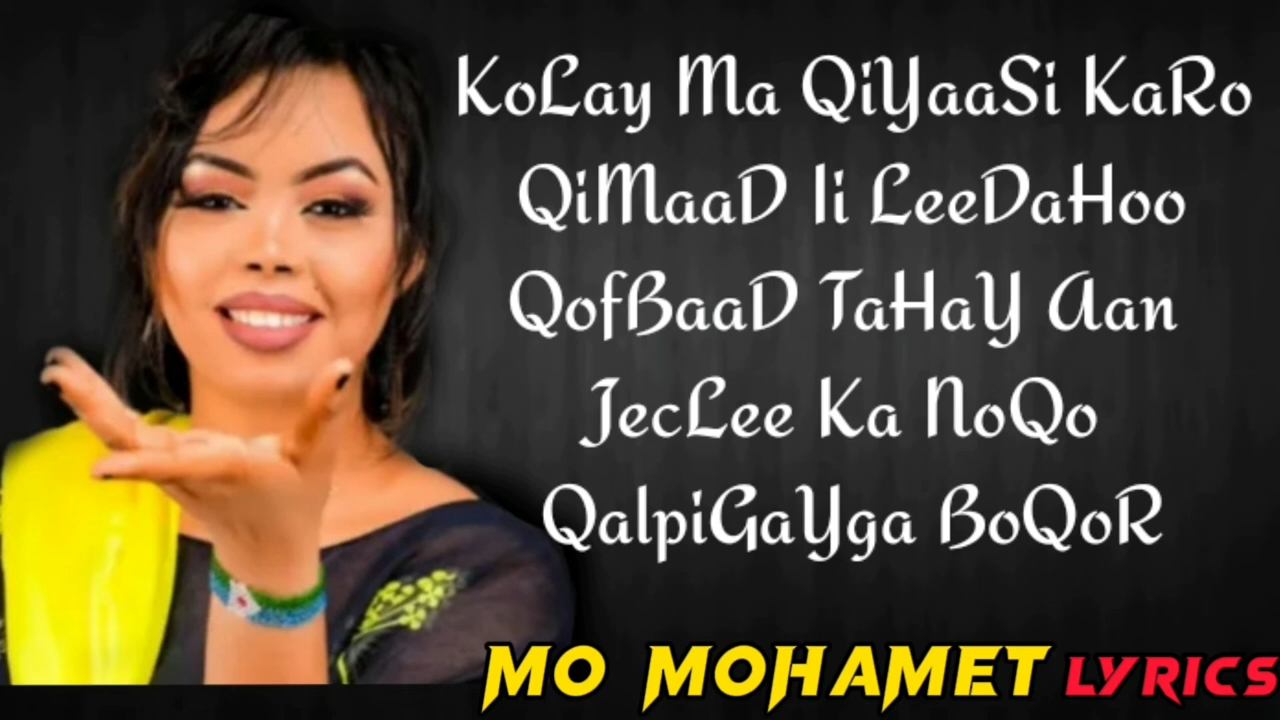 KoLay Ma QiYaaSi KaRo
QiMaaD Ii LeeDaHoo
QofBaaD TaHaY Aan
JecLee Ka NoQo
QalpiGaYga BoQoR
MO MOHAMET LYRICS